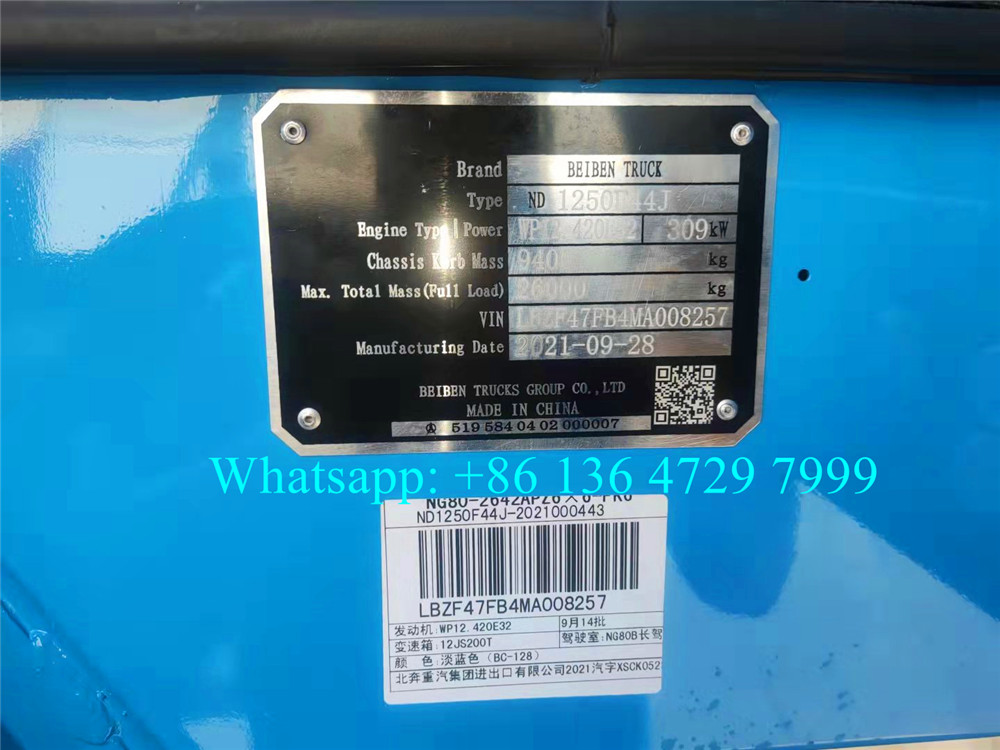 Brand BEIBEN TRUCK
Type ND 1250F44J
Engine Type | Power 309kW
Chassis Kerb Mass 940 kg
Max. Total Mass(Full Load) 26000 kg
VIN LBZF47FB4MA008257
Manufacturing Date 2021-09-28
BEIBEN TRUCKS GROUP CO.,LTD
MADE IN CHINA
519 584 04 02 000007
Whatsapp: +86 136 4729 7999
ND1250F44J-2021000443
LBZF47FB4MA008257
发动机:WP12.420E32 9月14批
变速箱:12JS200T 驾驶室:NG80B长驾
颜 色:淡蓝色(BC-128)
北奔重汽集团进出口有限公司2021汽字XSCK052